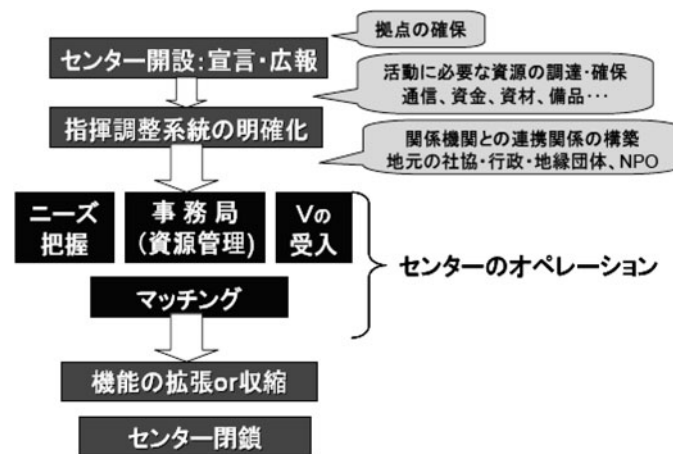 拠点の確保
センター開設:宣言・広報
活動に必要な資源の調達・確保
通信、資金、資材、備品・・・
指揮調整系統の明確化
関係機関との連携関係の構築
地元の社協・行政・地縁団体、NPO
ニーズ
把握
事務局
(資源管理)
Vの
受入
センターのオペレーション
マッチング
機能の拡張or収縮
センター閉鎖